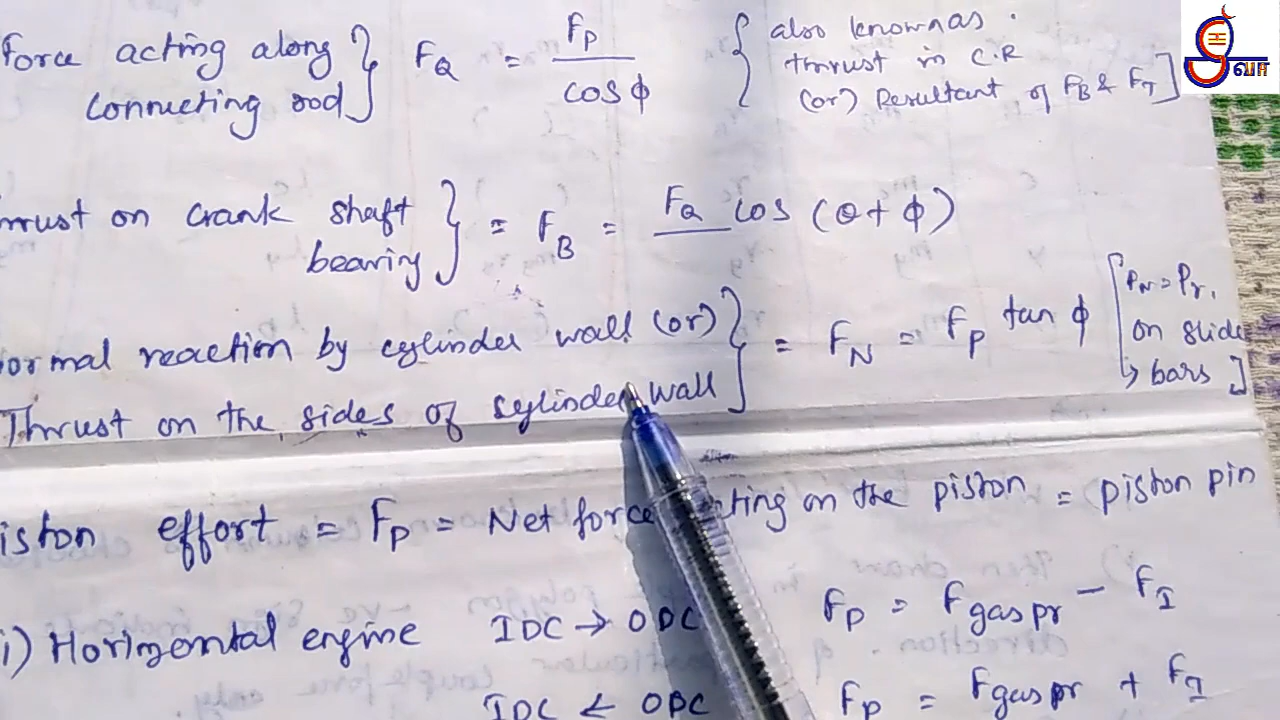 Force acting along } FQ = FP / cos ϕ { also known as
connecting rod thrust in C.R
(or) Resultant of FB & FT ]
hrust on crank shaft } = FB = FQ cos (θ + ϕ)
bearing
ormal reaction by cylinder wall (or) } = FN = FP tan ϕ [ PN = Pr,
Thrust on the sides of cylinder wall on slide
↳ bars ]
iston effort = FP = Net force acting on the piston = piston pin
i) Horizontal engine IDC → ODC FP = Fgas pr - FI
IDC ← ODC FP = Fgas pr + FI
வா